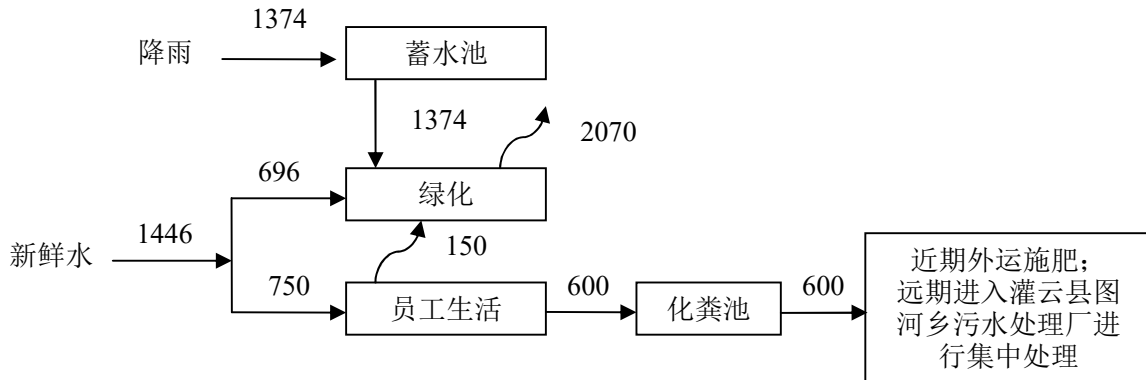 1374
降雨
蓄水池
1374
2070
696
绿化
新鲜水
1446
150
750
员工生活
600
化粪池
600
近期外运施肥；
远期进入灌云县图
河乡污水处理厂进
行集中处理